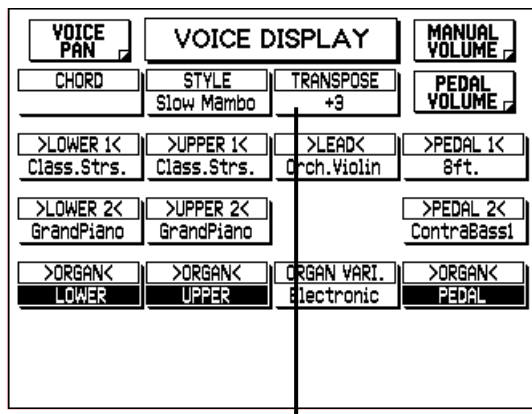 VOICE PAN
VOICE DISPLAY
MANUAL VOLUME
CHORD
STYLE
Slow Mambo
TRANSPOSE
+3
PEDAL VOLUME
>LOWER 1<
Class.Strs.
>UPPER 1<
Class.Strs.
>LEAD<
Orch.Violin
>PEDAL 1<
8ft.
>LOWER 2<
GrandPiano
>UPPER 2<
GrandPiano
>PEDAL 2<
ContraBass1
>ORGAN<
LOWER
>ORGAN<
UPPER
ORGAN VARI.
Electronic
>ORGAN<
PEDAL